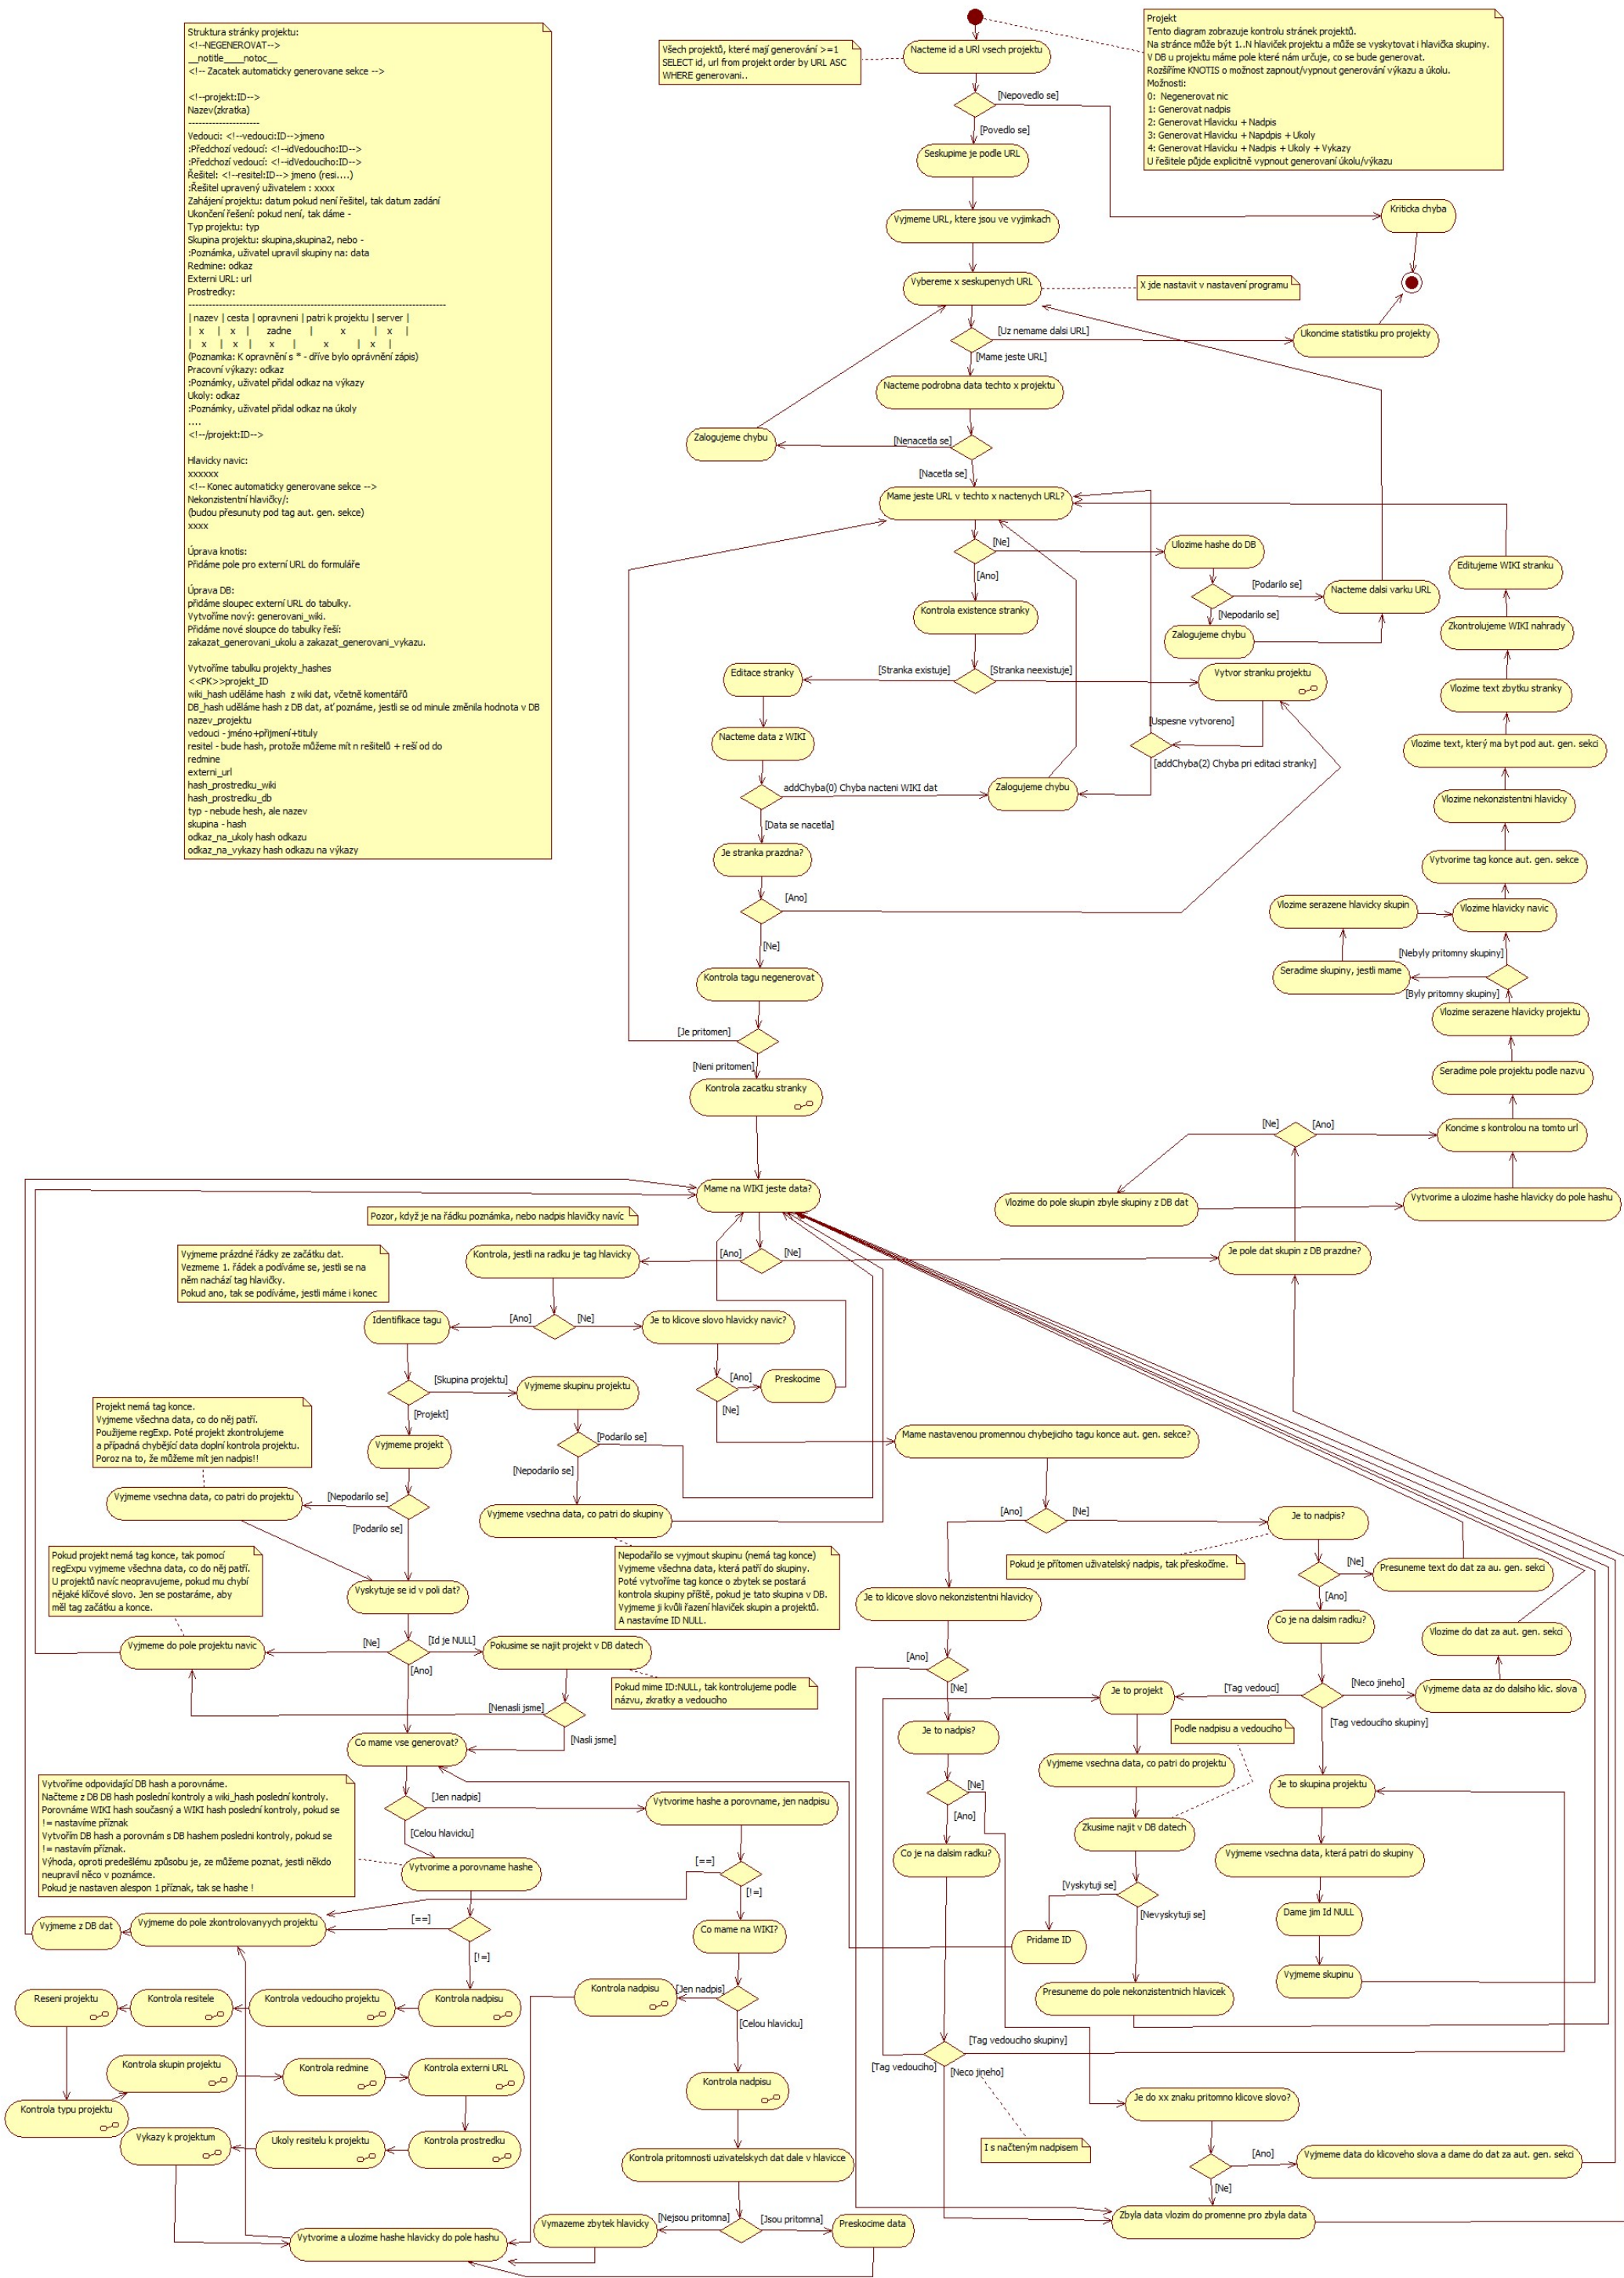 Struktura stránky projektu:
<!--NEGENEROVAT-->
__notitle____notoc__
<!-- Zacatek automaticky generovane sekce -->
<!--projekt:ID-->
Nazev(zkratka)
---------------------
Vedouci: <!--vedouci:ID-->jmeno
:Předchozí vedoucí: <!--idVedouciho:ID-->
:Předchozí vedoucí: <!--idVedouciho:ID-->
Řešitel: <!--resitel:ID--> jmeno (resi....)
:Řešitel upravený uživatelem : xxxx
Zahájení projektu: datum pokud není řešitel, tak datum zadání
Ukončení řešení: pokud není, tak dáme -
Typ projektu: typ
Skupina projektu: skupina,skupina2, nebo -
:Poznámka, uživatel upravil skupiny na: data
Redmine: odkaz
Externi URL: url
Prostredky:
----------------------------------------------------------------------------
| nazev | cesta | opravneni | patri k projektu | server |
| x | x | zadne | x | x |
| x | x | x | x | x |
(Poznamka: K opravnění s * - dříve bylo oprávnění zápis)
Pracovní výkazy: odkaz
:Poznámky, uživatel přidal odkaz na výkazy
Ukoly: odkaz
:Poznámky, uživatel přidal odkaz na úkoly
....
<!--/projekt:ID-->
Hlavicky navic:
xxxxxx
<!-- Konec automaticky generovane sekce -->
Nekonzistentní hlavičky/:
(budou přesunuty pod tag aut. gen. sekce)
xxxx
Úprava knotis:
Přidáme pole pro externí URL do formuláře
Úprava DB:
přidáme sloupec externí URL do tabulky.
Vytvoříme nový: generovani_wiki.
Přidáme nové sloupce do tabulky řeší:
zakazat_generovani_ukolu a zakazat_generovani_vykazu.
Vytvoříme tabulku projekty_hashes
<<PK>>projekt_ID
wiki_hash uděláme hash z wiki dat, včetně komentářů
DB_hash uděláme hash z DB dat, ať poznáme, jestli se od minule změnila hodnota v DB
nazev_projektu
vedouci - jméno+přijmení+tituly
resitel - bude hash, protože můžeme mít n rešitelů + reší od do
redmine
externi_url
hash_prostredku_wiki
hash_prostredku_db
typ - nebude hesh, ale nazev
skupina - hash
odkaz_na_ukoly hash odkazu
odkaz_na_vykazy hash odkazu na výkazy
Všech projektů, které mají generování >=1
SELECT id, url from projekt order by URL ASC
WHERE generovani..
Nacteme id a URl vsech projektu
Projekt
Tento diagram zobrazuje kontrolu stránek projektů.
Na stránce může být 1..N hlaviček projektu a může se vyskytovat i hlavička skupiny.
V DB u projektu máme pole které nám určuje, co se bude generovat.
Rozšíříme KNOTIS o možnost zapnout/vypnout generování výkazu a úkolu.
Možnosti:
0: Negenerovat nic
1: Generovat nadpis
2: Generovat Hlavicku + Nadpis
3: Generovat Hlavicku + Napdpis + Ukoly
4: Generovat Hlavicku + Nadpis + Ukoly + Vykazy
U řešitele půjde explicitně vypnout generovaní úkolu/výkazu
[Nepovedlo se]
[Povedlo se]
Seskupime je podle URL
Vyjmeme URL, ktere jsou ve vyjimkach
Kriticka chyba
Vybereme x seskupenych URL
X jde nastavit v nastavení programu
[Uz nemame dalsi URL]
Ukoncime statistiku pro projekty
[Mame jeste URL]
Nacteme podrobna data techto x projektu
Zalogujeme chybu
[Nenacetla se]
[Nacetla se]
Mame jeste URL v techto x nactenych URL?
[Ne]
Ulozime hashe do DB
[Ano]
[Podarilo se]
Nacteme dalsi varku URL
[Nepodarilo se]
Zalogujeme chybu
Kontrola existence stranky
Editujeme WIKI stranku
Zkontrolujeme WIKI nahrady
Vlozime text zbytku stranky
Vlozime text, který ma byt pod aut. gen. sekci
Vlozime nekonzistentni hlavicky
Vytvorime tag konce aut. gen. sekce
Editace stranky
[Stranka existuje]
[Stranka neexistuje]
Vytvor stranku projektu
[Uspesne vytvoreno]
[addChyba(2) Chyba pri editaci stranky]
Nacteme data z WIKI
addChyba(0) Chyba nacteni WIKI dat
Zalogujeme chybu
[Data se nacetla]
Je stranka prazdna?
[Ano]
[Ne]
Kontrola tagu negenerovat
[Je pritomen]
[Neni pritomen]
Kontrola zacatku stranky
Vlozime serazene hlavicky skupin
Vlozime hlavicky navic
[Nebyly pritomny skupiny]
Seradime skupiny, jestli mame
[Byly pritomny skupiny]
Vlozime serazene hlavicky projektu
Seradime pole projektu podle nazvu
[Ne]
[Ano]
Koncime s kontrolou na tomto url
Vlozime do pole skupin zbyle skupiny z DB dat
Vytvorime a ulozime hashe hlavicky do pole hashu
Je pole dat skupin z DB prazdne?
Mame na WIKI jeste data?
Pozor, když je na řádku poznámka, nebo nadpis hlavičky navíc
Vyjmeme prázdné řádky ze začátku dat.
Vezmeme 1. řádek a podíváme se, jestli se na
něm nachází tag hlavičky.
Pokud ano, tak se podíváme, jestli máme i konec
Kontrola, jestli na radku je tag hlavicky
[Ano]
[Ne]
Identifikace tagu
[Ano]
[Ne]
Je to klicove slovo hlavicky navic?
[Ano]
Preskocime
[Ne]
[Skupina projektu]
Vyjmeme skupinu projektu
[Projekt]
Vyjmeme projekt
[Podarilo se]
[Nepodarilo se]
Vyjmeme vsechna data, co patri do skupiny
Projekt nemá tag konce.
Vyjmeme všechna data, co do něj patří.
Použijeme regExp. Poté projekt zkontrolujeme
a případná chybějící data doplní kontrola projektu.
Poroz na to, že můžeme mít jen nadpis!!
Vyjmeme vsechna data, co patri do projektu
[Nepodarilo se]
[Podarilo se]
Pokud projekt nemá tag konce, tak pomocí
regExpu vyjmeme všechna data, co do něj patří.
U projektů navíc neopravujeme, pokud mu chybí
nějaké klíčové slovo. Jen se postaráme, aby
měl tag začátku a konce.
Vyskytuje se id v poli dat?
Nepodařilo se vyjmout skupinu (nemá tag konce)
Vyjmeme všechna data, která patří do skupiny.
Poté vytvoříme tag konce o zbytek se postará
kontrola skupiny příště, pokud je tato skupina v DB.
Vyjmeme ji kvůli řazení hlaviček skupin a projektů.
A nastavíme ID NULL.
Vyjmeme do pole projektu navic
[Ne]
[Id je NULL]
Pokusime se najit projekt v DB datech
[Ano]
Pokud mime ID:NULL, tak kontrolujeme podle
názvu, zkratky a vedoucího
[Nenasli jsme]
[Nasli jsme]
Co mame vse generovat?
Mame nastavenou promennou chybejiciho tagu konce aut. gen. sekce?
[Ano]
[Ne]
Je to nadpis?
Pokud je přítomen uživatelský nadpis, tak přeskočíme.
[Ne]
Presuneme text do dat za au. gen. sekci
[Ano]
Je to klicove slovo nekonzistentni hlavicky
Co je na dalsim radku?
Vlozime do dat za aut. gen. sekci
[Ano]
[Ne]
[Tag vedouci]
[Neco jineho]
Vyjmeme data az do dalsiho klic. slova
[Tag vedouciho skupiny]
Je to projekt
Podle nadpisu a vedouciho
Je to nadpis?
Vyjmeme vsechna data, co patri do projektu
Je to skupina projektu
[Ne]
[Ano]
Zkusime najit v DB datech
Vyjmeme vsechna data, která patri do skupiny
Co je na dalsim radku?
[Vyskytuji se]
[Nevyskytuji se]
Pridame ID
Dame jim Id NULL
Vyjmeme skupinu
Presuneme do pole nekonzistentnich hlavicek
Vytvoříme odpovídající DB hash a porovnáme.
Načteme z DB DB hash poslední kontroly a wiki_hash poslední kontroly.
Porovnáme WIKI hash současný a WIKI hash poslední kontroly, pokud se
!= nastavíme příznak
Vytvořím DB hash a porovnám s DB hashem posledni kontroly, pokud se
!= nastavím příznak.
Výhoda, oproti predešlému způsobu je, ze můžeme poznat, jestli někdo
neupravil něco v poznámce.
Pokud je nastaven alespon 1 příznak, tak se hashe !
[Jen nadpis]
Vytvorime hashe a porovname, jen nadpisu
[Celou hlavicku]
Vytvorime a porovname hashe
[==]
[!=]
Vyjmeme z DB dat
Vyjmeme do pole zkontrolovanyych projektu
[==]
[!=]
Co mame na WIKI?
[Jen nadpis]
[Celou hlavicku]
Kontrola nadpisu
Reseni projektu
Kontrola resitele
Kontrola vedouciho projektu
Kontrola nadpisu
Kontrola skupin projektu
Kontrola redmine
Kontrola externi URL
Kontrola nadpisu
Kontrola typu projektu
Vykazy k projektum
Ukoly resitelu k projektu
Kontrola prostredku
Kontrola pritomnosti uzivatelskych dat dale v hlavicce
[Nejsou pritomna]
[Jsou pritomna]
Vymazeme zbytek hlavicky
Preskocime data
Vytvorime a ulozime hashe hlavicky do pole hashu
[Tag vedouciho skupiny]
[Tag vedouciho]
[Neco jineho]
I s načteným nadpisem
Je do xx znaku pritomno klicove slovo?
[Ano]
Vyjmeme data do klicoveho slova a dame do dat za aut. gen. sekci
[Ne]
Zbyla data vlozim do promenne pro zbyla data